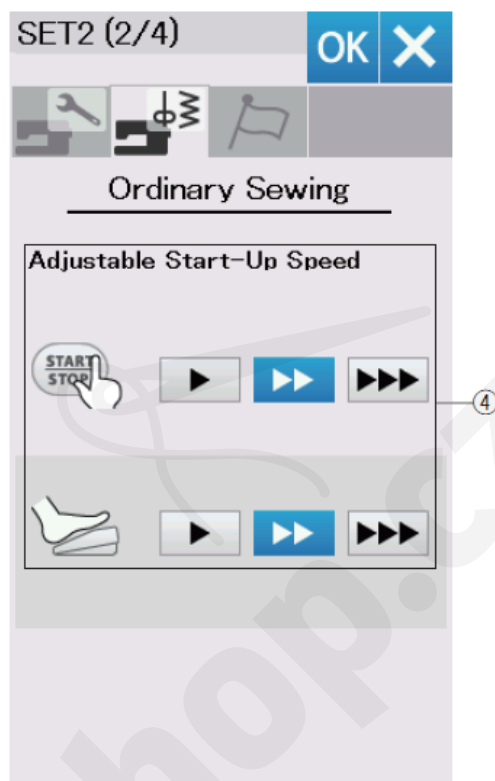 SET2 (2/4)
OK
Ordinary Sewing
Adjustable Start-Up Speed
START
STOP
④